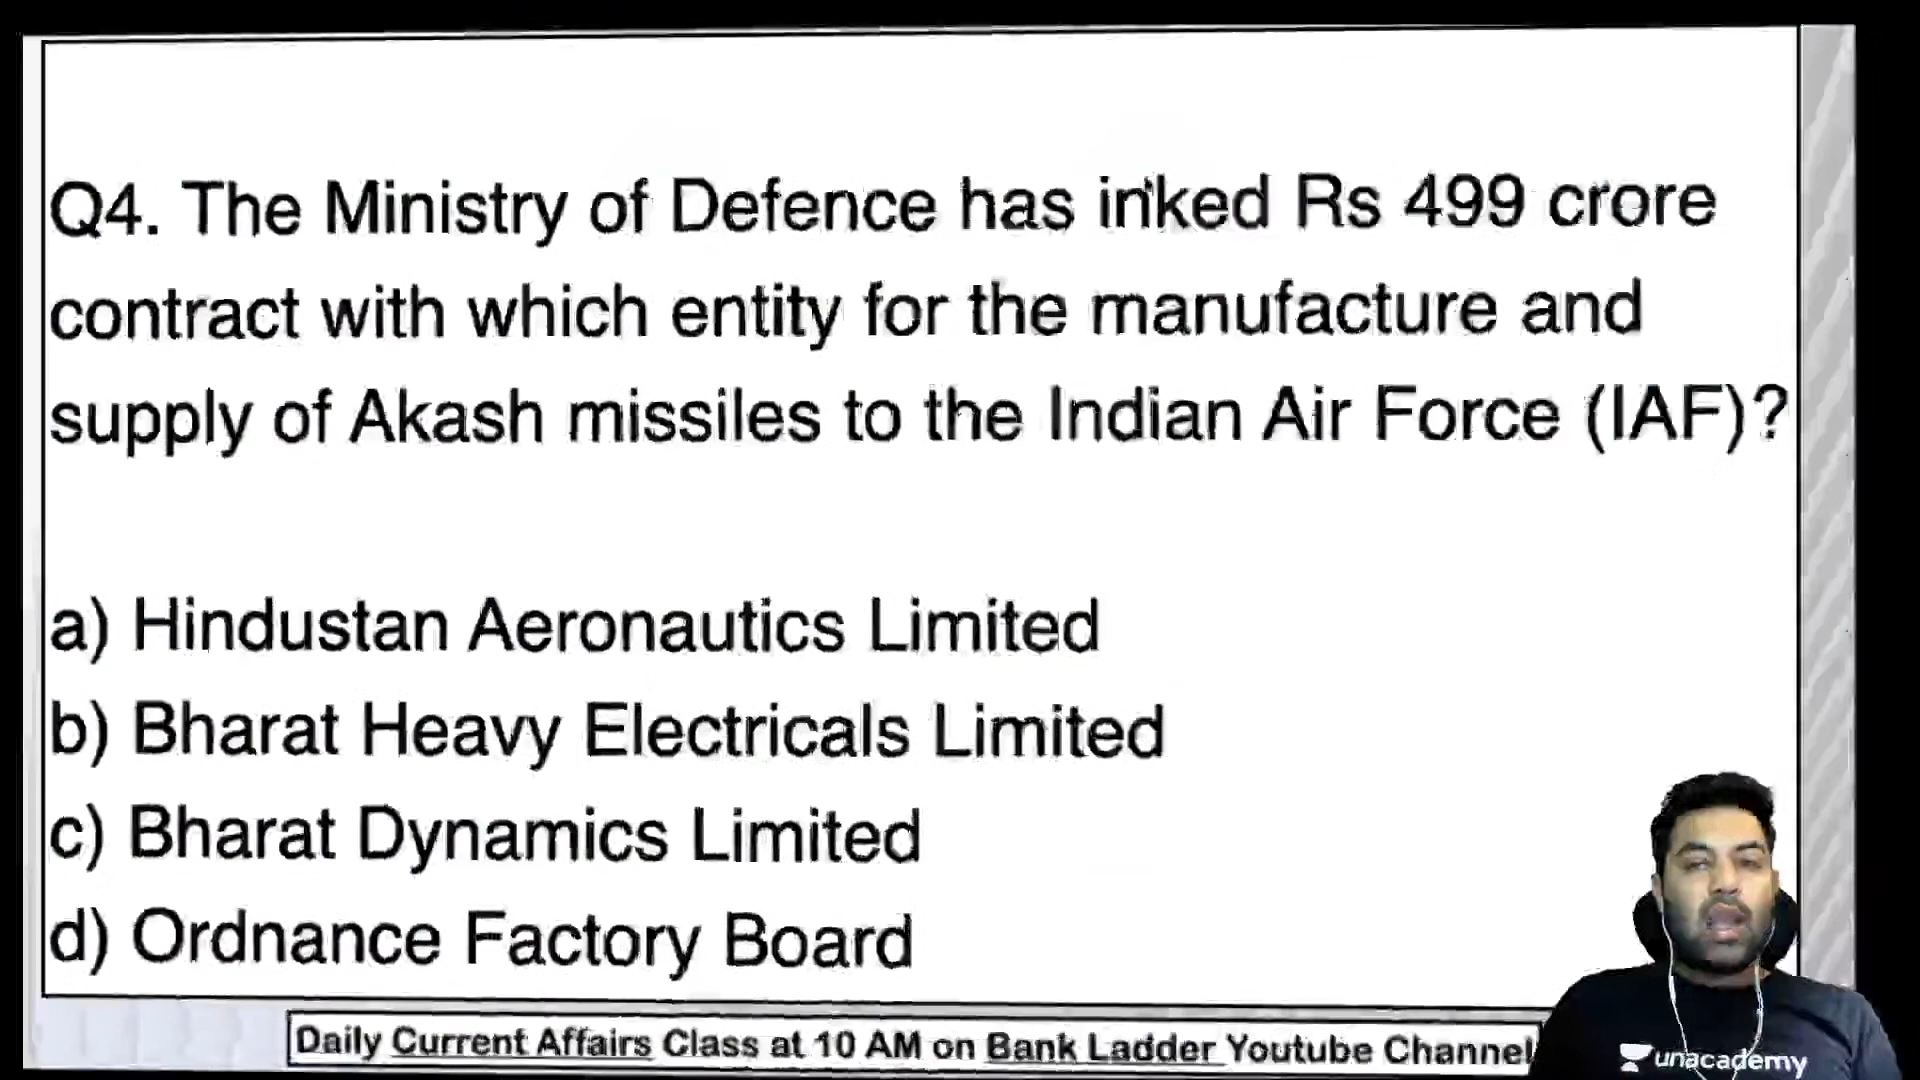 Q4. The Ministry of Defence has inked Rs 499 crore
contract with which entity for the manufacture and
supply of Akash missiles to the Indian Air Force (IAF)?
a) Hindustan Aeronautics Limited
b) Bharat Heavy Electricals Limited
c) Bharat Dynamics Limited
d) Ordnance Factory Board
Daily Current Affairs Class at 10 AM on Bank Ladder Youtube Channel
unacademy